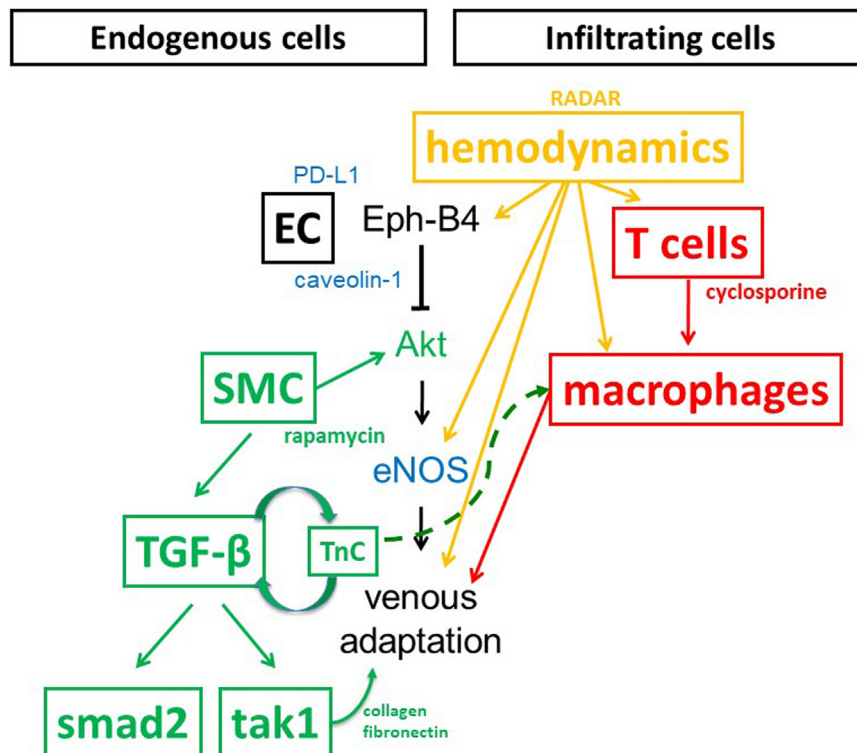 Endogenous cells
Infiltrating cells
RADAR
hemodynamics
PD-L1
EC
Eph-B4
T cells
caveolin-1
cyclosporine
Akt
SMC
macrophages
rapamycin
eNOS
TGF-β
TnC
venous
adaptation
smad2
tak1
collagen
fibronectin